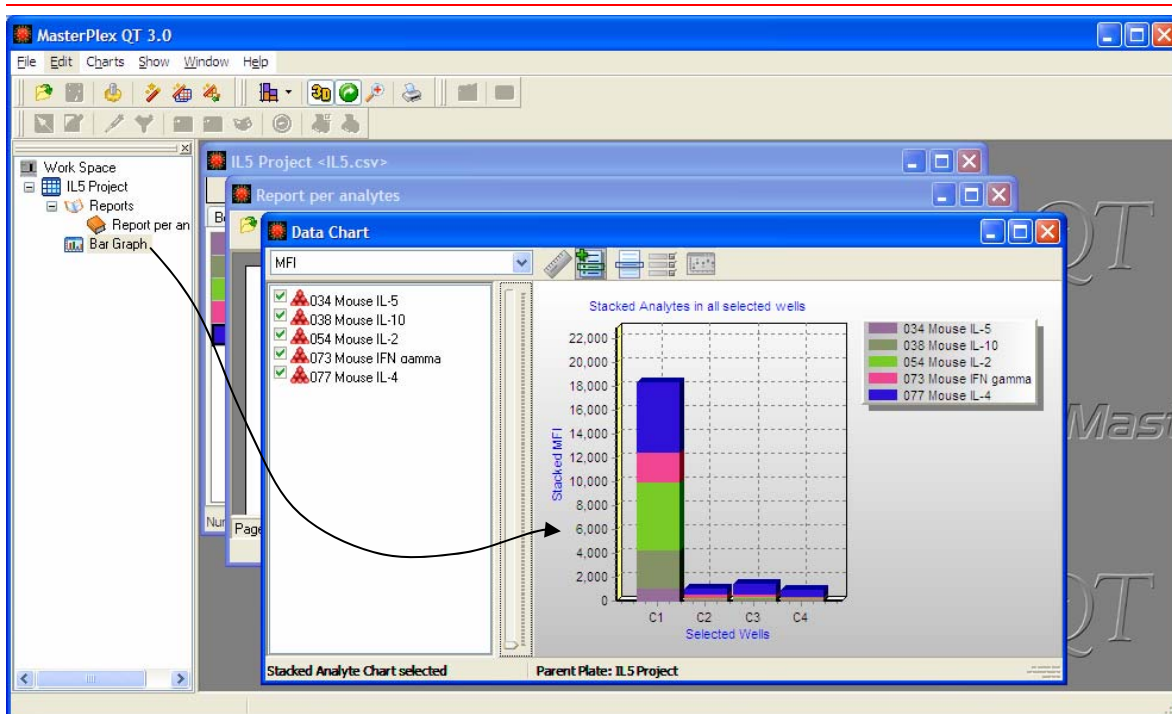 MasterPlex QT 3.0
File Edit Charts Show Window Help
3D
Work Space
IL5 Project
Reports
Report per an
Bar Graph
IL5 Project <IL5.csv>
Report per analytes
Data Chart
MFI
034 Mouse IL-5
038 Mouse IL-10
054 Mouse IL-2
073 Mouse IFN gamma
077 Mouse IL-4
Stacked Analytes in all selected wells
Stacked MFI
22,000
20,000
18,000
16,000
14,000
12,000
10,000
8,000
6,000
4,000
2,000
0
C1 C2 C3 C4
Selected Wells
034 Mouse IL-5
038 Mouse IL-10
054 Mouse IL-2
073 Mouse IFN gamma
077 Mouse IL-4
Page
Stacked Analyte Chart selected
Parent Plate: IL5 Project
QT
Mast
QT